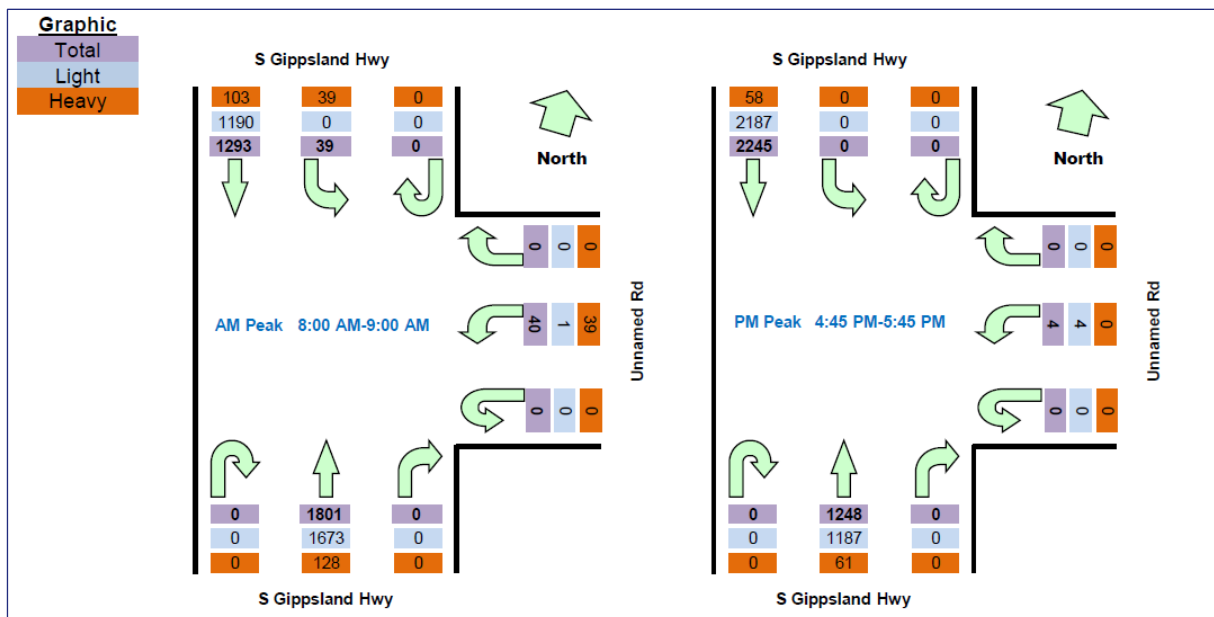 Graphic
Total
Light
Heavy
S Gippsland Hwy
103 39 0
1190 0 0
1293 39 0
North
0 0 0
AM Peak 8:00 AM-9:00 AM
40 1 39
Unnamed Rd
0 0 0
0 1801 0
0 1673 0
0 128 0
S Gippsland Hwy
S Gippsland Hwy
58 0 0
2187 0 0
2245 0 0
North
0 0 0
PM Peak 4:45 PM-5:45 PM
4 4 0
Unnamed Rd
0 0 0
0 1248 0
0 1187 0
0 61 0
S Gippsland Hwy